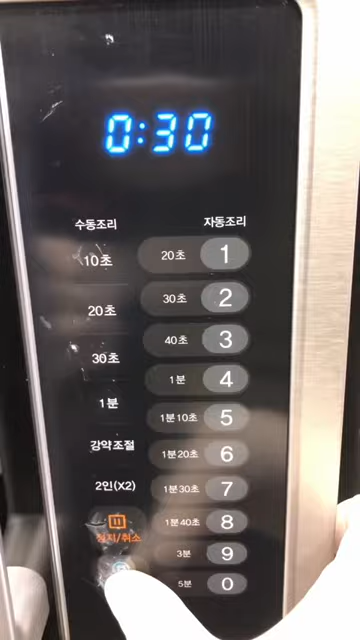 0:30
수동조리 자동조리
10초 20초 1
20초 30초 2
30초 40초 3
1분 1분 4
강약조절 1분10초 5
2인(X2) 1분20초 6
1분30초 7
정지/취소 1분40초 8
3분 9
5분 0